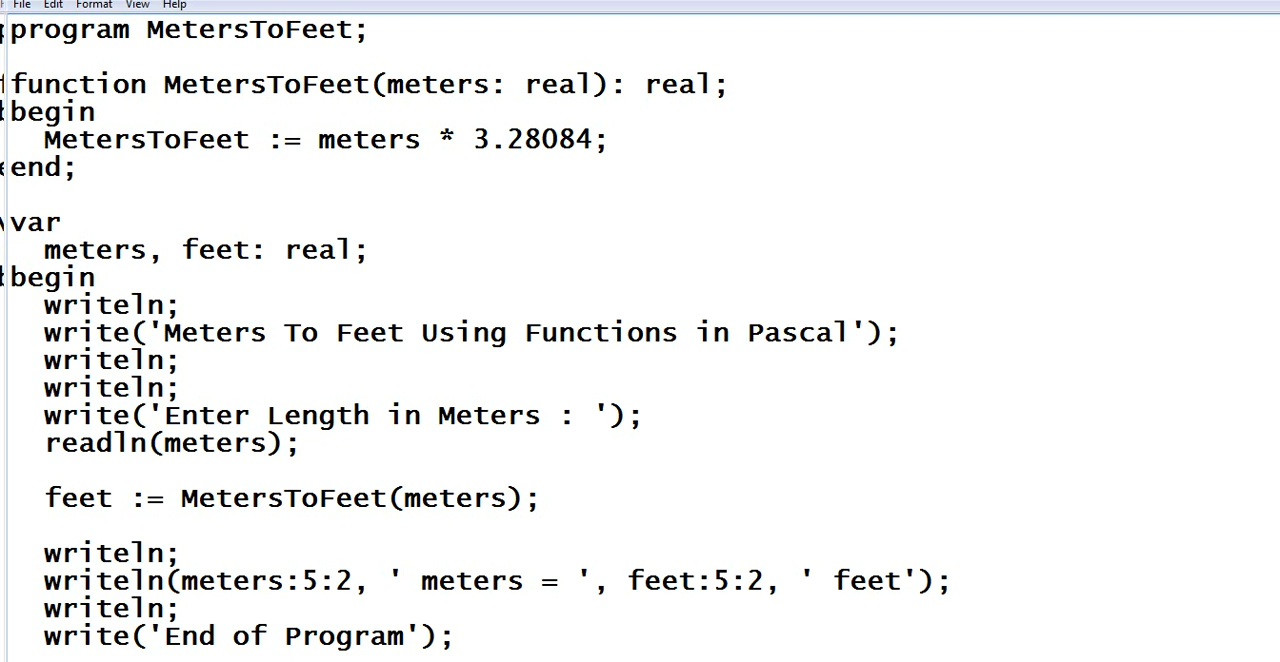 File Edit Format View Help
program MetersToFeet;
function MetersToFeet(meters: real): real;
begin
MetersToFeet := meters * 3.28084;
end;
var
meters, feet: real;
begin
writeln;
write('Meters To Feet Using Functions in Pascal');
writeln;
writeln;
write('Enter Length in Meters : ');
readln(meters);
feet := MetersToFeet(meters);
writeln;
writeln(meters:5:2, ' meters = ', feet:5:2, ' feet');
writeln;
write('End of Program');